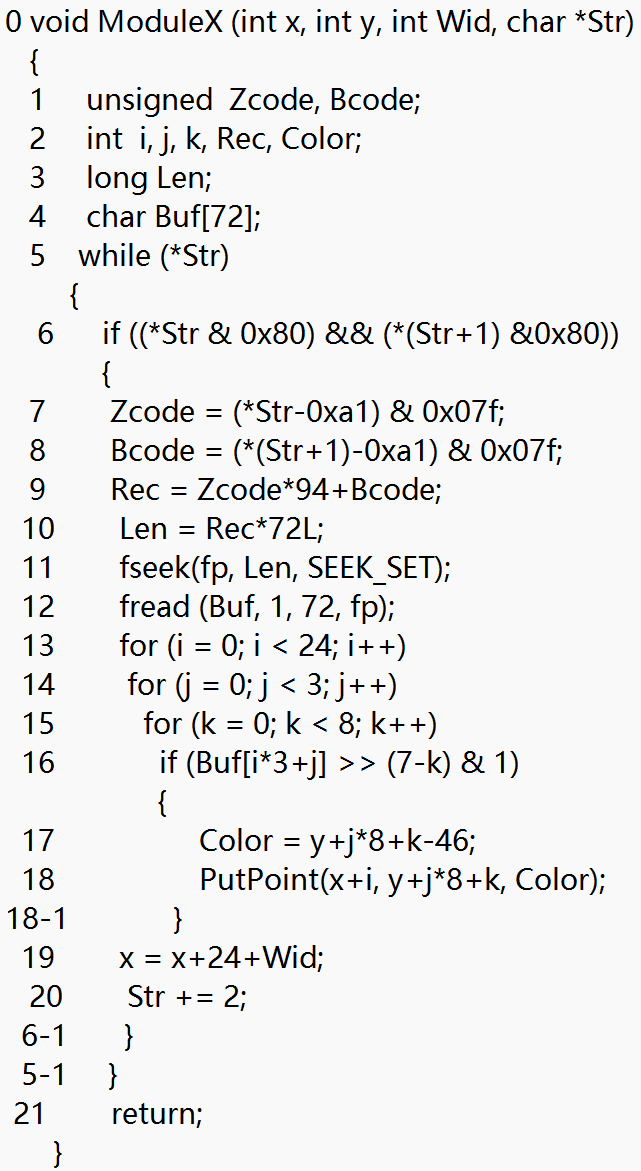 0 void ModuleX (int x, int y, int Wid, char *Str)
{
1 unsigned Zcode, Bcode;
2 int i, j, k, Rec, Color;
3 long Len;
4 char Buf[72];
5 while (*Str)
{
6 if ((*Str & 0x80) && (*(Str+1) &0x80))
{
7 Zcode = (*Str-0xa1) & 0x07f;
8 Bcode = (*(Str+1)-0xa1) & 0x07f;
9 Rec = Zcode*94+Bcode;
10 Len = Rec*72L;
11 fseek(fp, Len, SEEK_SET);
12 fread (Buf, 1, 72, fp);
13 for (i = 0; i < 24; i++)
14 for (j = 0; j < 3; j++)
15 for (k = 0; k < 8; k++)
16 if (Buf[i*3+j] >> (7-k) & 1)
{
17 Color = y+j*8+k-46;
18 PutPoint(x+i, y+j*8+k, Color);
18-1 }
19 x = x+24+Wid;
20 Str += 2;
6-1 }
5-1 }
21 return;
}